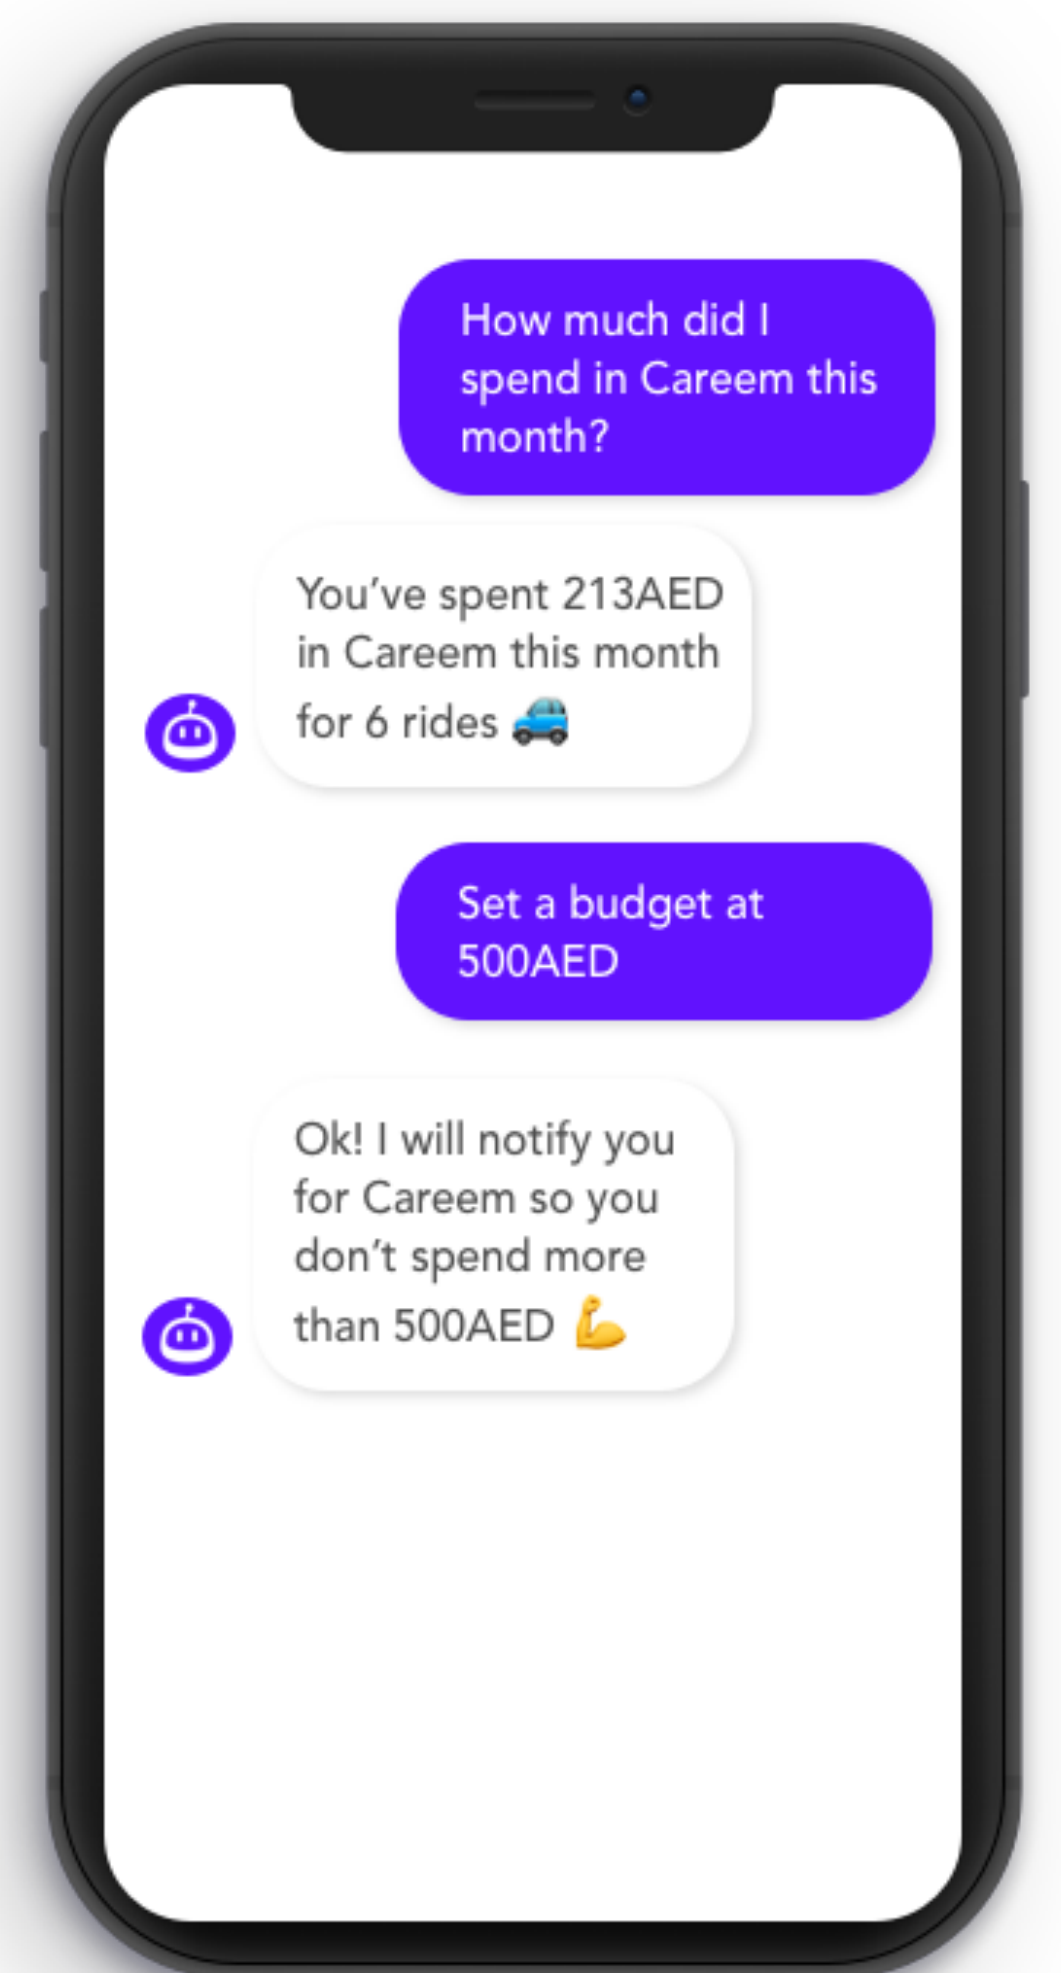 How much did I
spend in Careem this
month?
You’ve spent 213AED
in Careem this month
for 6 rides 🚙
Set a budget at
500AED
Ok! I will notify you
for Careem so you
don’t spend more
than 500AED 💪